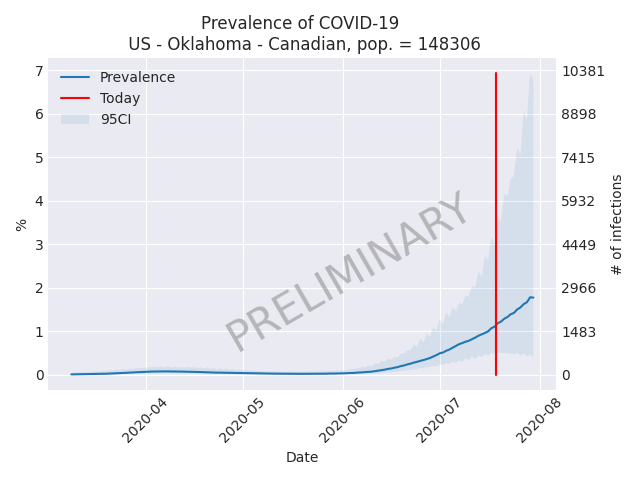 Prevalence of COVID-19
US - Oklahoma - Canadian, pop. = 148306
Prevalence
Today
95CI
7
6
5
4
3
2
1
0
%
10381
8898
7415
5932
4449
2966
1483
0
# of infections
PRELIMINARY
2020-04
2020-05
2020-06
2020-07
2020-08
Date